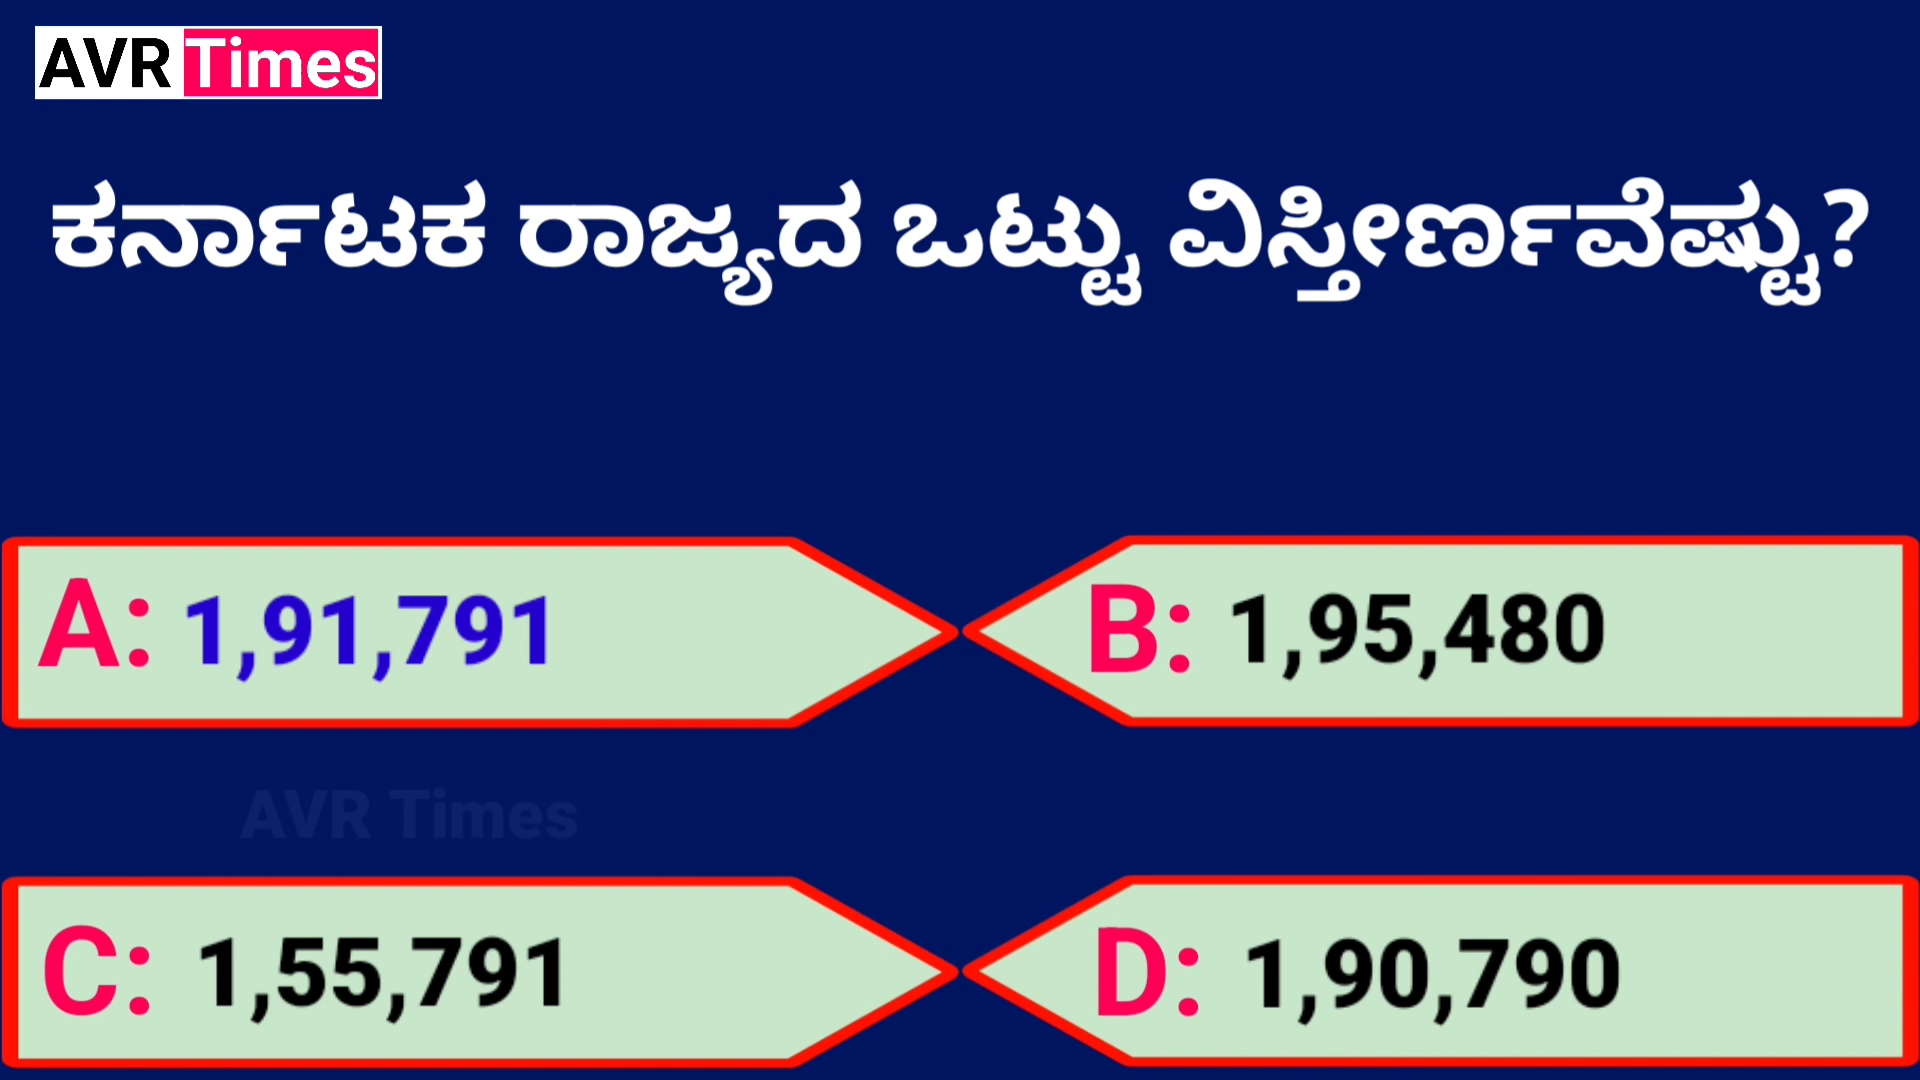 AVR Times
ಕರ್ನಾಟಕ ರಾಜ್ಯದ ಒಟ್ಟು ವಿಸ್ತೀರ್ಣವೆಷ್ಟು?
A: 1,91,791
B: 1,95,480
AVR Times
C: 1,55,791
D: 1,90,790